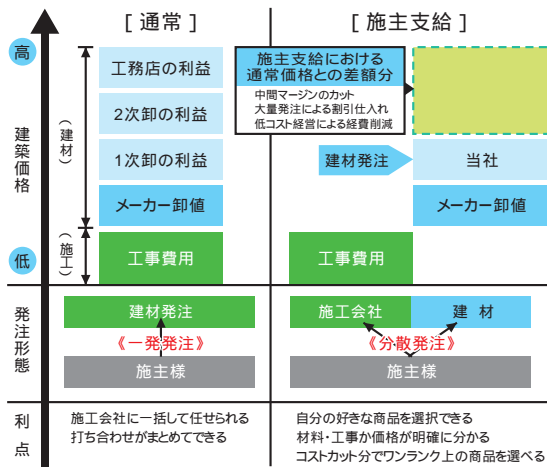 [ 通常 ]
[ 施主支給 ]
高
建築価格
低
(建材)
(施工)
工務店の利益
2次卸の利益
1次卸の利益
メーカー卸値
工事費用
施主支給における
通常価格との差額分
中間マージンのカット
大量発注による割引仕入れ
低コスト経営による経費削減
建材発注
当社
メーカー卸値
工事費用
発注形態
建材発注
《一発発注》
施主様
施工会社
建 材
《分散発注》
施主様
利点
施工会社に一括して任せられる
打ち合わせがまとめてできる
自分の好きな商品を選択できる
材料・工事か価格が明確に分かる
コストカット分でワンランク上の商品を選べる